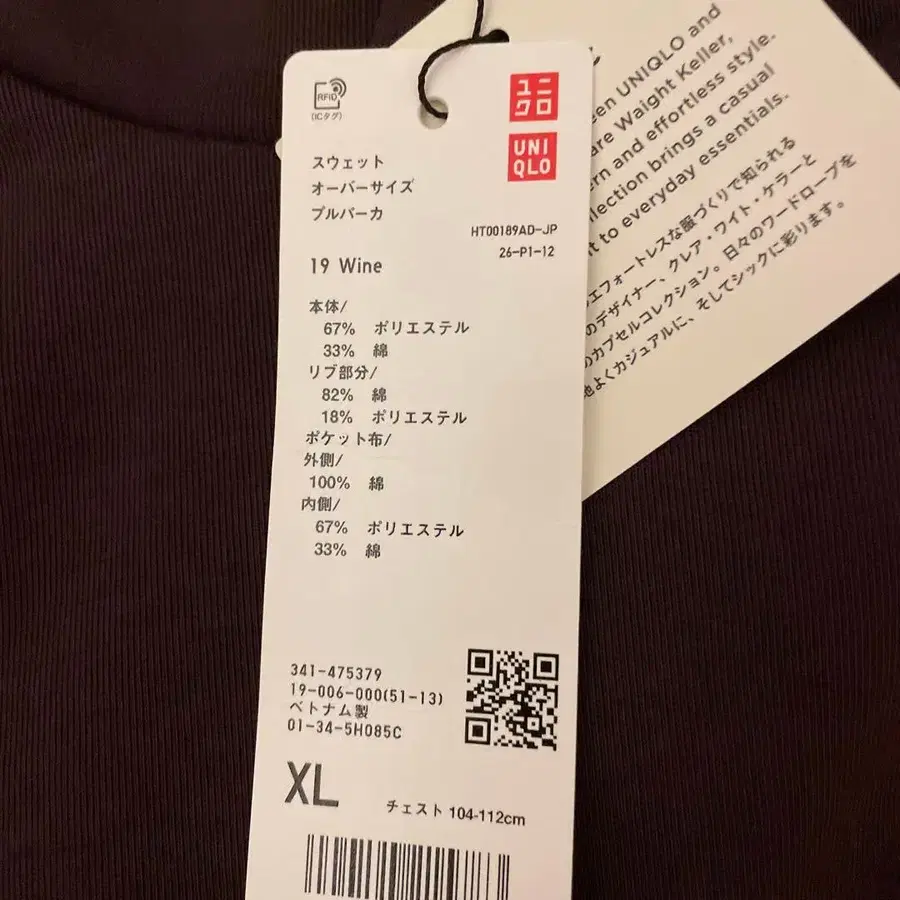 RFID
(ICタグ)
ユニ
クロ
UNI
QLO
スウェット
オーバーサイズ
プルパーカ
HT00189AD-JP
26-P1-12
19 Wine
本体/
67% ポリエステル
33% 綿
リブ部分/
82% 綿
18% ポリエステル
ポケット布/
外側/
100% 綿
内側/
67% ポリエステル
33% 綿
341-475379
19-006-000(51-13)
ベトナム製
01-34-5H085C
XL
チェスト 104-112cm
UNIQLO and
Waight Keller,
and effortless style.
brings a casual
to everyday essentials.
エフォートレスな服づくりで知られる
のデザイナー、クレア・ワイト・ケラーと
のカプセルコレクション。日々のワードローブを
地よくカジュアルに、そしてシックに彩ります。